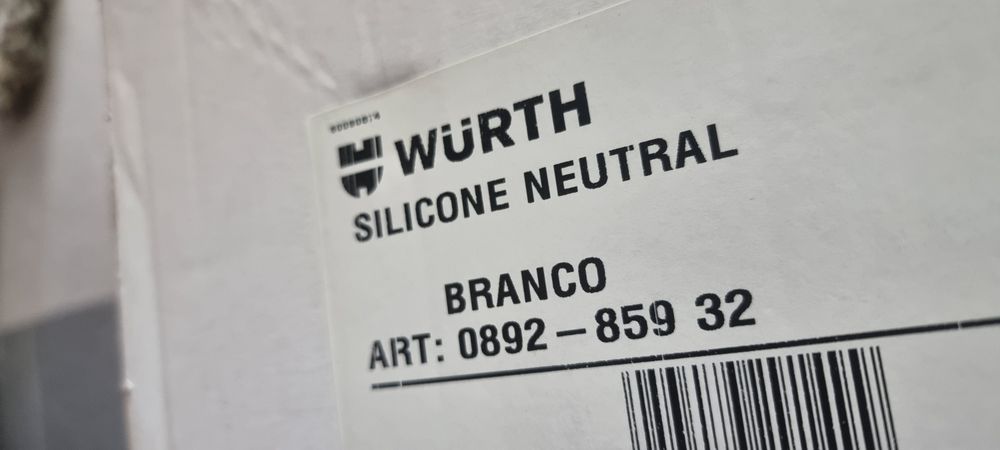 WÜRTH
SILICONE NEUTRAL
BRANCO
ART: 0892 – 859 32